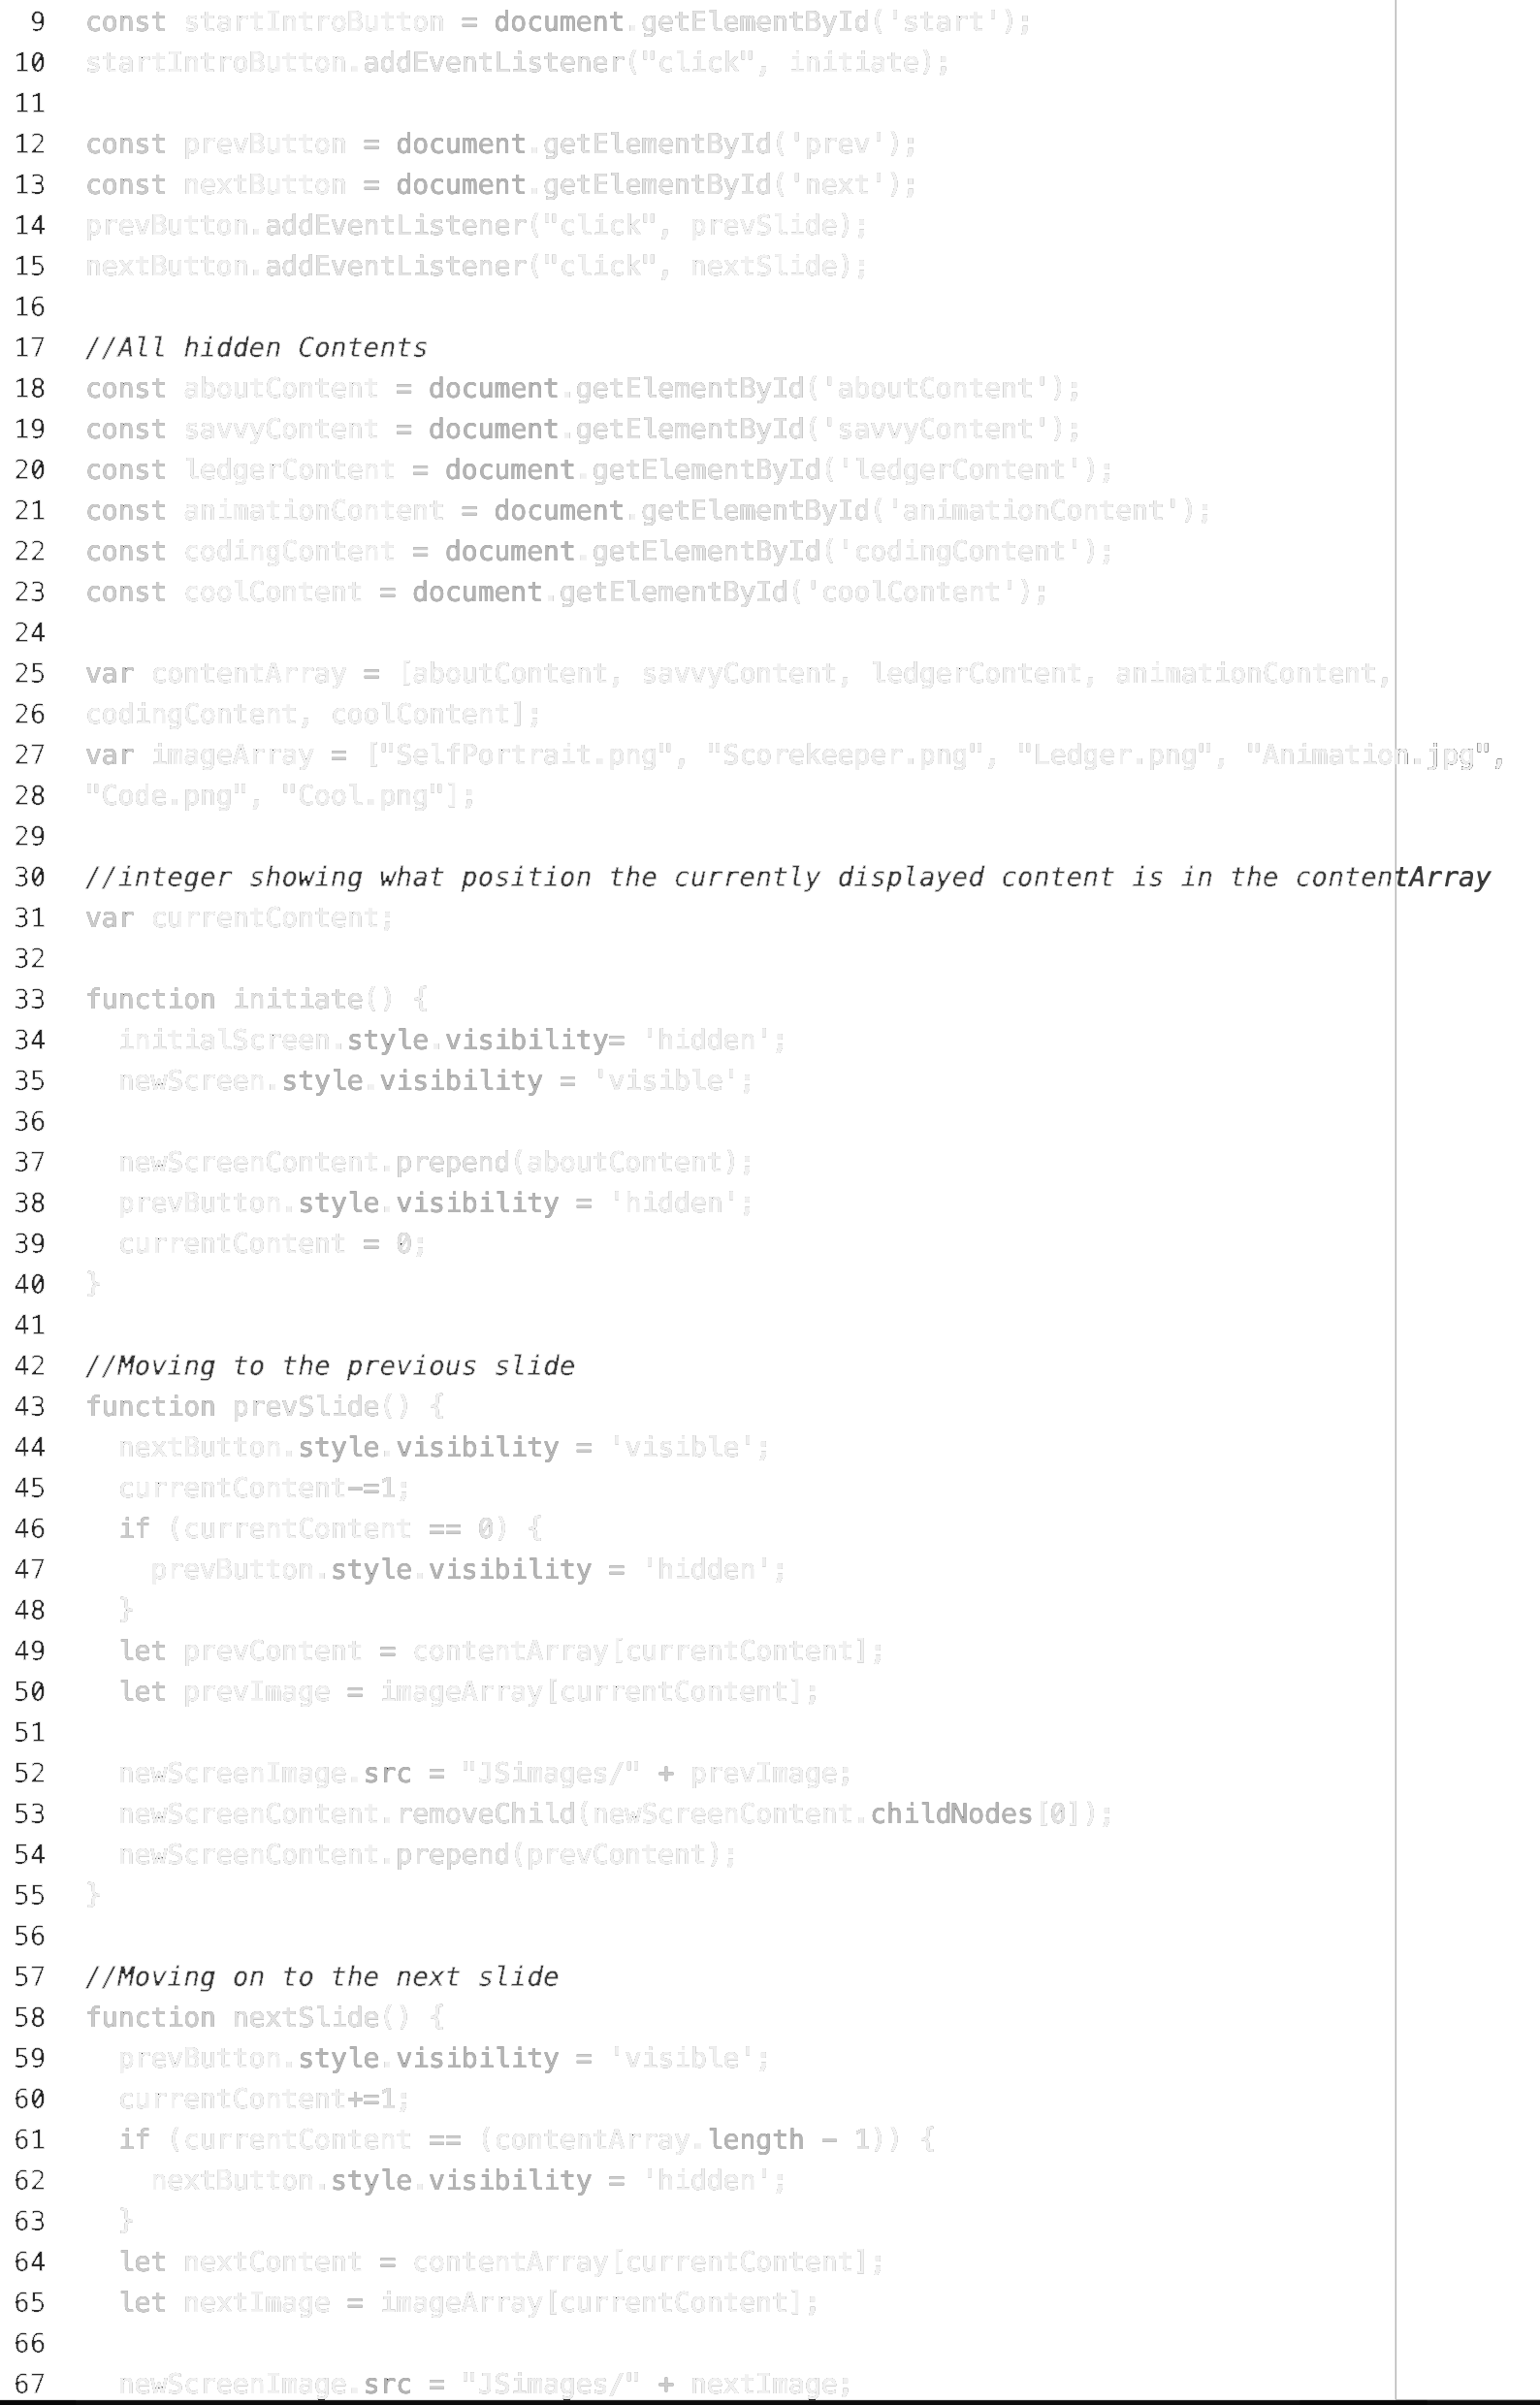 9 const startIntroButton = document.getElementById('start');
10 startIntroButton.addEventListener("click", initiate);
11
12 const prevButton = document.getElementById('prev');
13 const nextButton = document.getElementById('next');
14 prevButton.addEventListener("click", prevSlide);
15 nextButton.addEventListener("click", nextSlide);
16
17 //All hidden Contents
18 const aboutContent = document.getElementById('aboutContent');
19 const savvyContent = document.getElementById('savvyContent');
20 const ledgerContent = document.getElementById('ledgerContent');
21 const animationContent = document.getElementById('animationContent');
22 const codingContent = document.getElementById('codingContent');
23 const coolContent = document.getElementById('coolContent');
24
25 var contentArray = [aboutContent, savvyContent, ledgerContent, animationContent,
26 codingContent, coolContent];
27 var imageArray = ["SelfPortrait.png", "Scorekeeper.png", "Ledger.png", "Animation.jpg",
28 "Code.png", "Cool.png"];
29
30 //integer showing what position the currently displayed content is in the contentArray
31 var currentContent;
32
33 function initiate() {
34   initialScreen.style.visibility= 'hidden';
35   newScreen.style.visibility = 'visible';
36
37   newScreenContent.prepend(aboutContent);
38   prevButton.style.visibility = 'hidden';
39   currentContent = 0;
40 }
41
42 //Moving to the previous slide
43 function prevSlide() {
44   nextButton.style.visibility = 'visible';
45   currentContent-=1;
46   if (currentContent == 0) {
47     prevButton.style.visibility = 'hidden';
48   }
49   let prevContent = contentArray[currentContent];
50   let prevImage = imageArray[currentContent];
51
52   newScreenImage.src = "JSimages/" + prevImage;
53   newScreenContent.removeChild(newScreenContent.childNodes[0]);
54   newScreenContent.prepend(prevContent);
55 }
56
57 //Moving on to the next slide
58 function nextSlide() {
59   prevButton.style.visibility = 'visible';
60   currentContent+=1;
61   if (currentContent == (contentArray.length - 1)) {
62     nextButton.style.visibility = 'hidden';
63   }
64   let nextContent = contentArray[currentContent];
65   let nextImage = imageArray[currentContent];
66
67   newScreenImage.src = "JSimages/" + nextImage;